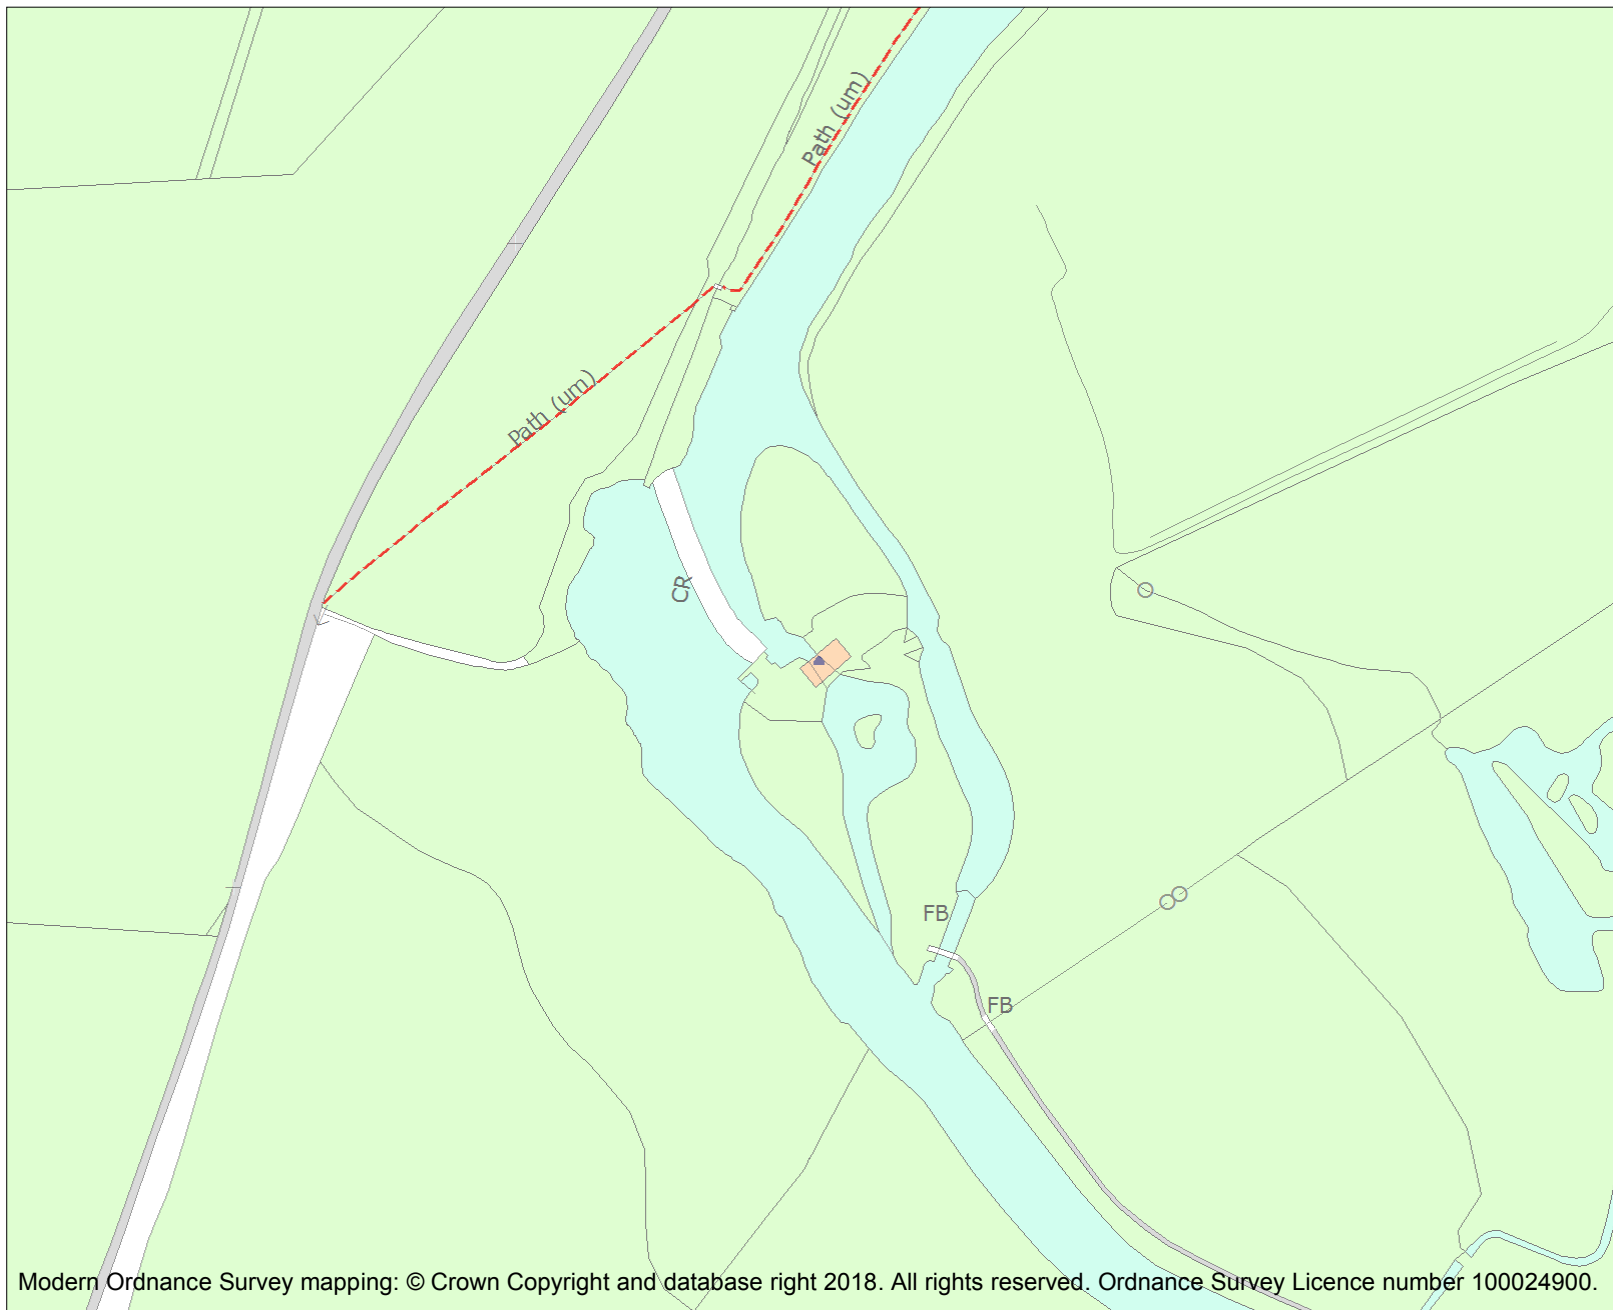 Path (um)
Path (um)
CR
FB
FB
Modern Ordnance Survey mapping: © Crown Copyright and database right 2018. All rights reserved. Ordnance Survey Licence number 100024900.